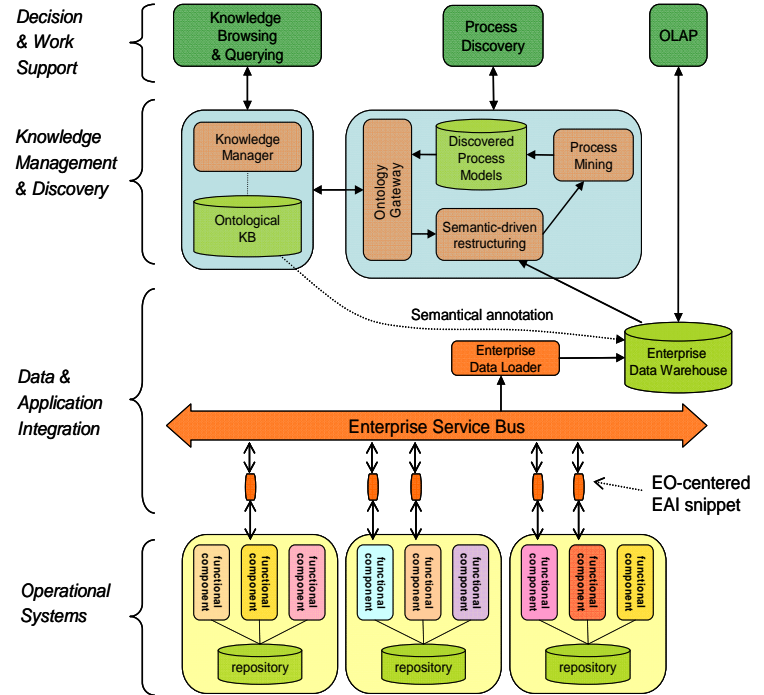 Decision
& Work
Support
Knowledge
Browsing
& Querying
Process
Discovery
OLAP
Knowledge
Management
& Discovery
Knowledge
Manager
Ontological
KB
Ontology
Gateway
Discovered
Process
Models
Process
Mining
Semantic-driven
restructuring
Semantical annotation
Data &
Application
Integration
Enterprise
Data Loader
Enterprise
Data Warehouse
Enterprise Service Bus
EO-centered
EAI snippet
Operational
Systems
functional
component
functional
component
functional
component
repository
functional
component
functional
component
functional
component
repository
functional
component
functional
component
functional
component
repository